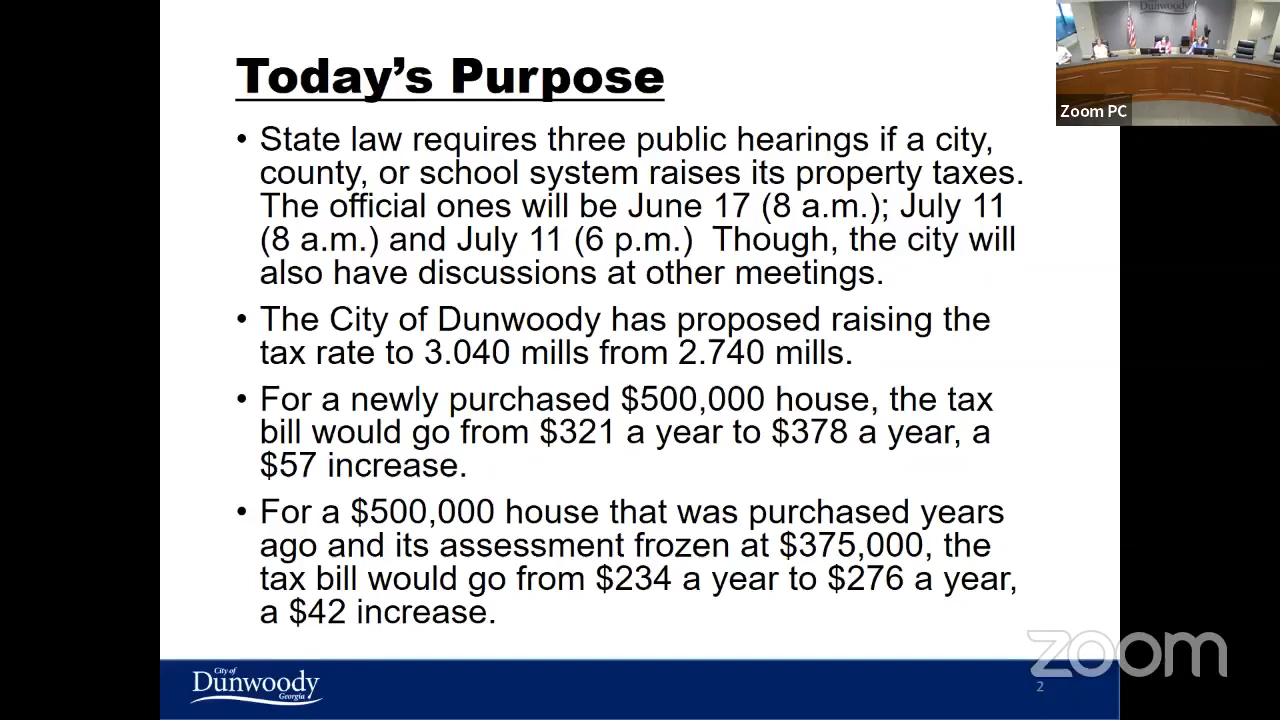 Today's Purpose
• State law requires three public hearings if a city,
county, or school system raises its property taxes.
The official ones will be June 17 (8 a.m.); July 11
(8 a.m.) and July 11 (6 p.m.)  Though, the city will
also have discussions at other meetings.
• The City of Dunwoody has proposed raising the
tax rate to 3.040 mills from 2.740 mills.
• For a newly purchased $500,000 house, the tax
bill would go from $321 a year to $378 a year, a
$57 increase.
• For a $500,000 house that was purchased years
ago and its assessment frozen at $375,000, the
tax bill would go from $234 a year to $276 a year,
a $42 increase.
City of
Dunwoody
Georgia
2
zoom
Dunwoody
Zoom PC